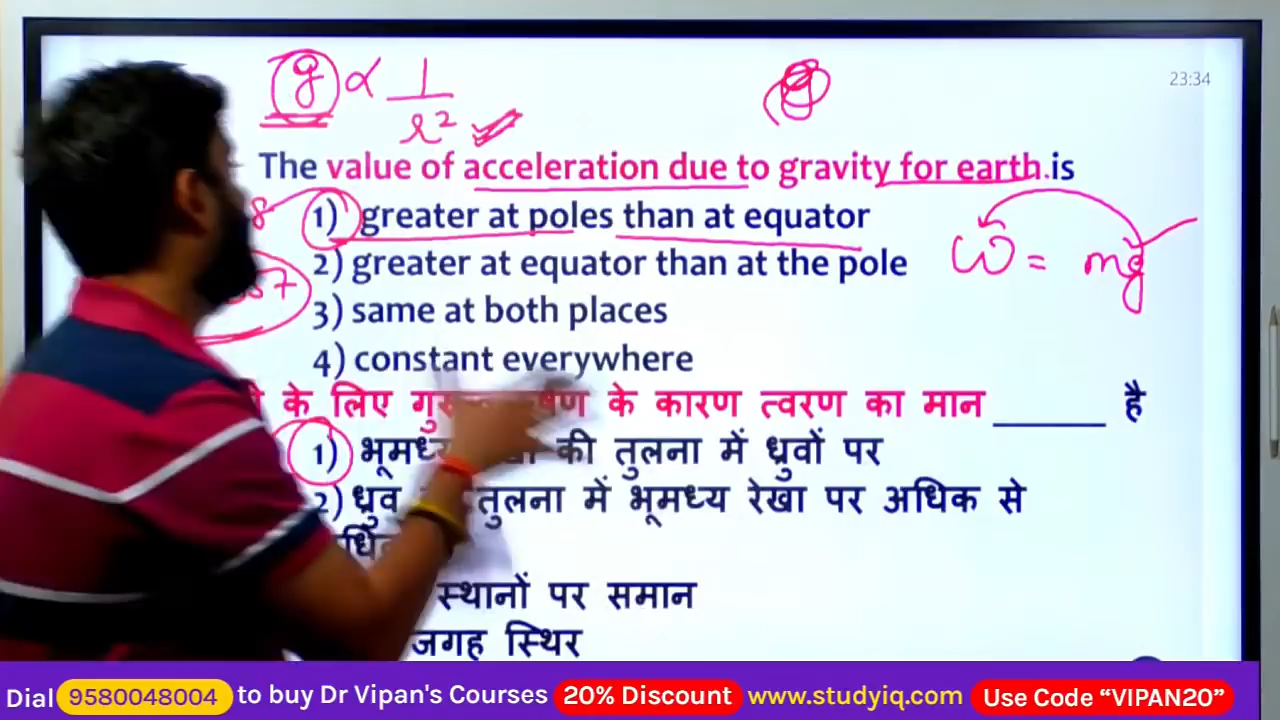 g ∝ 1/r²
g
23:34
The value of acceleration due to gravity for earth is
8 1) greater at poles than at equator
ω = mg
2) greater at equator than at the pole
7
3) same at both places
4) constant everywhere
के लिए के कारण त्वरण का मान ______ है
1) की तुलना में ध्रुवों पर
2) ध्रुव तुलना में भूमध्य रेखा पर अधिक से
स्थानों पर समान
जगह स्थिर
Dial 9580048004 to buy Dr Vipan's Courses 20% Discount www.studyiq.com Use Code “VIPAN20”